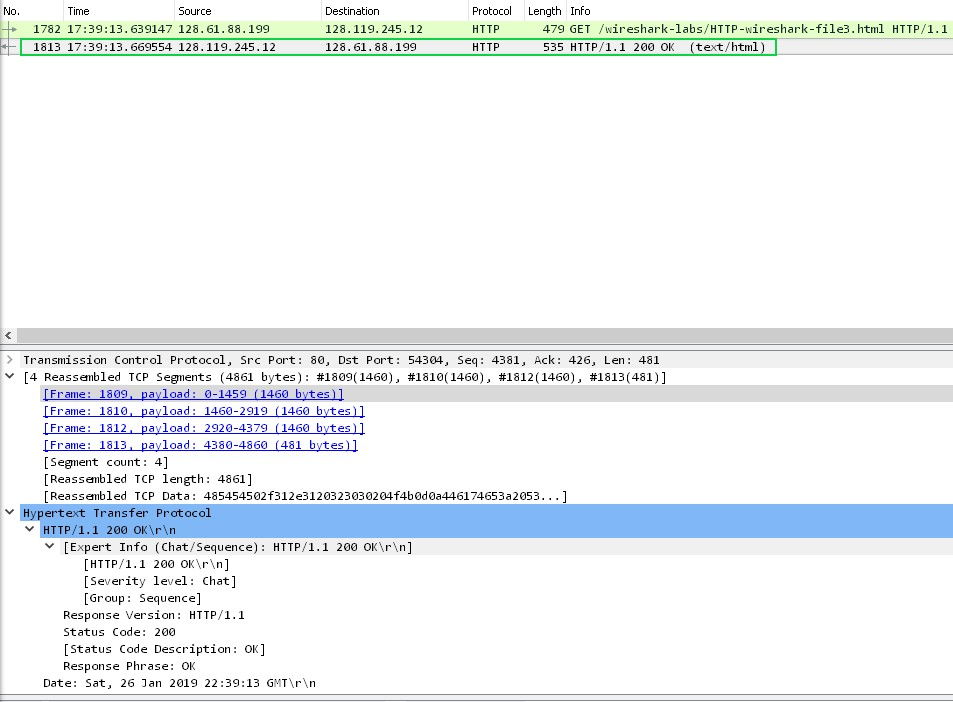 No. Time Source Destination Protocol Length Info
1782 17:39:13.639147 128.61.88.199 128.119.245.12 HTTP 479 GET /wireshark-labs/HTTP-wireshark-file3.html HTTP/1.1
1813 17:39:13.669554 128.119.245.12 128.61.88.199 HTTP 535 HTTP/1.1 200 OK (text/html)
Transmission Control Protocol, Src Port: 80, Dst Port: 54304, Seq: 4381, Ack: 426, Len: 481
[4 Reassembled TCP Segments (4861 bytes): #1809(1460), #1810(1460), #1812(1460), #1813(481)]
[Frame: 1809, payload: 0-1459 (1460 bytes)]
[Frame: 1810, payload: 1460-2919 (1460 bytes)]
[Frame: 1812, payload: 2920-4379 (1460 bytes)]
[Frame: 1813, payload: 4380-4860 (481 bytes)]
[Segment count: 4]
[Reassembled TCP length: 4861]
[Reassembled TCP Data: 485454502f312e3120323030204f4b0d0a446174653a2053...]
Hypertext Transfer Protocol
HTTP/1.1 200 OK\r\n
[Expert Info (Chat/Sequence): HTTP/1.1 200 OK\r\n]
[HTTP/1.1 200 OK\r\n]
[Severity level: Chat]
[Group: Sequence]
Response Version: HTTP/1.1
Status Code: 200
[Status Code Description: OK]
Response Phrase: OK
Date: Sat, 26 Jan 2019 22:39:13 GMT\r\n